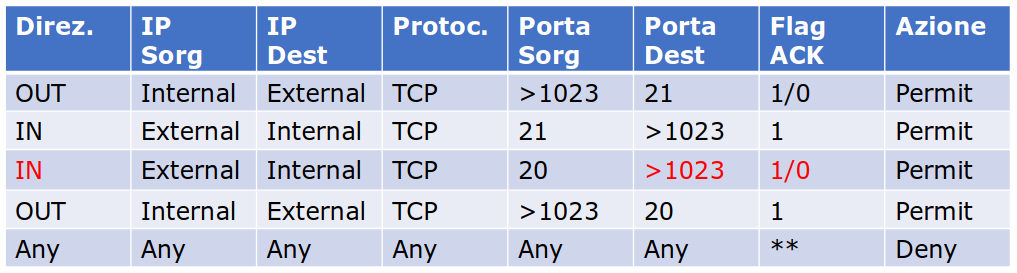 Direz. IP Sorg IP Dest Protoc. Porta Sorg Porta Dest Flag ACK Azione
OUT Internal External TCP >1023 21 1/0 Permit
IN External Internal TCP 21 >1023 1 Permit
IN External Internal TCP 20 >1023 1/0 Permit
OUT Internal External TCP >1023 20 1 Permit
Any Any Any Any Any Any ** Deny